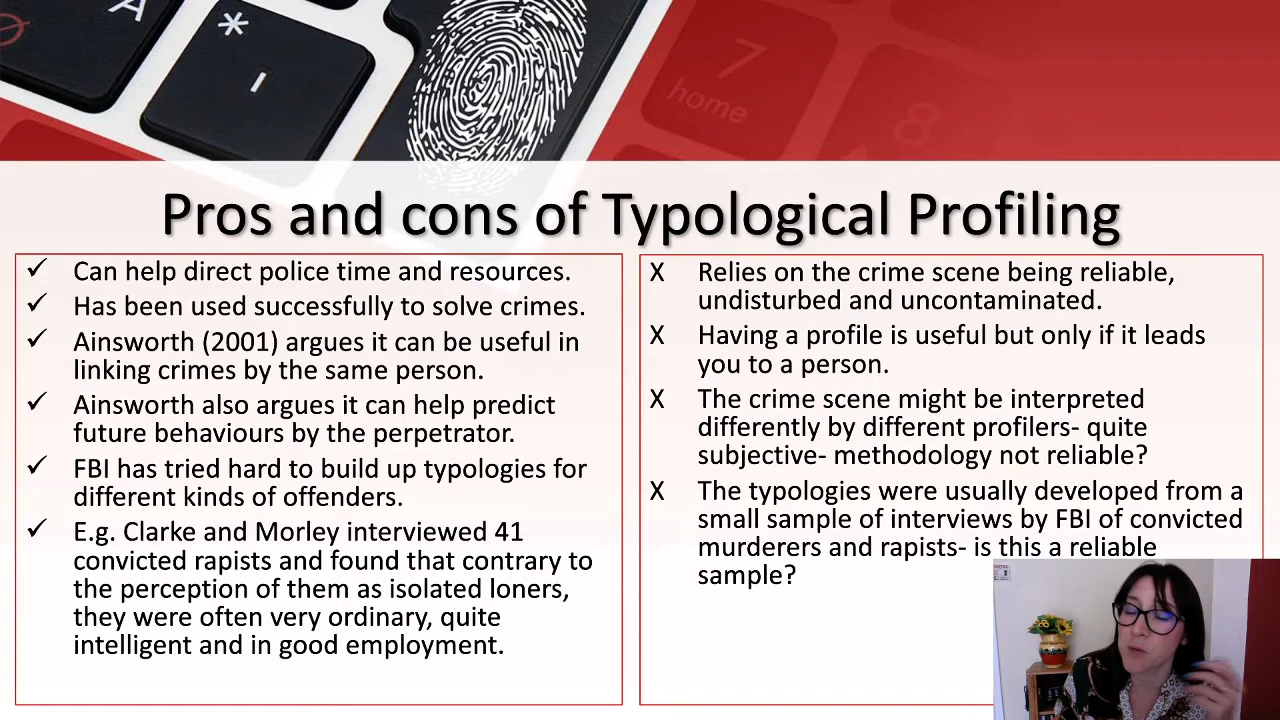 A
*
7
home
8
Pros and cons of Typological Profiling
✓ Can help direct police time and resources.
✓ Has been used successfully to solve crimes.
✓ Ainsworth (2001) argues it can be useful in
linking crimes by the same person.
✓ Ainsworth also argues it can help predict
future behaviours by the perpetrator.
✓ FBI has tried hard to build up typologies for
different kinds of offenders.
✓ E.g. Clarke and Morley interviewed 41
convicted rapists and found that contrary to
the perception of them as isolated loners,
they were often very ordinary, quite
intelligent and in good employment.
X Relies on the crime scene being reliable,
undisturbed and uncontaminated.
X Having a profile is useful but only if it leads
you to a person.
X The crime scene might be interpreted
differently by different profilers- quite
subjective- methodology not reliable?
X The typologies were usually developed from a
small sample of interviews by FBI of convicted
murderers and rapists- is this a reliable
sample?